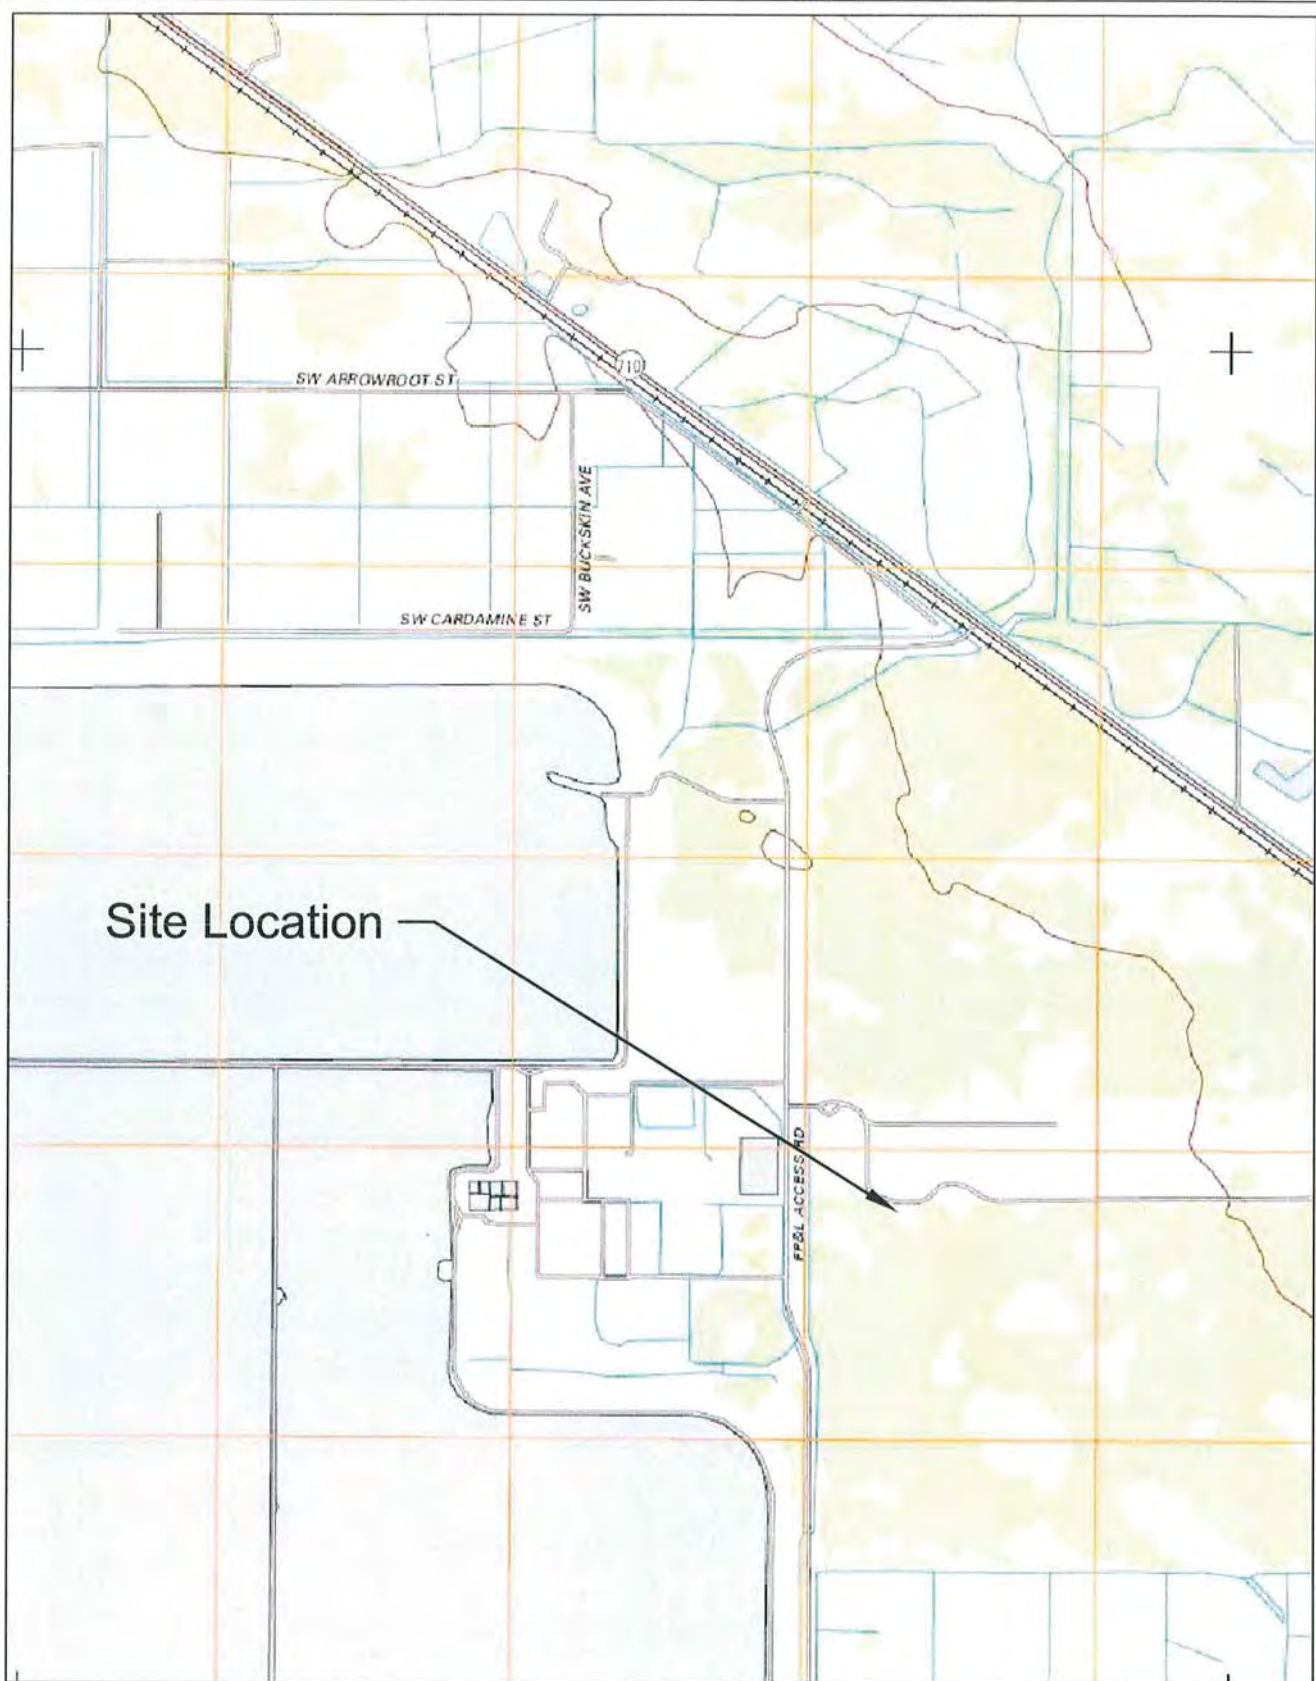 710
SW ARROWROOT ST
SW BUCKSKIN AVE
SW CARDAMINE ST
Site Location
FP&L ACCESS RD